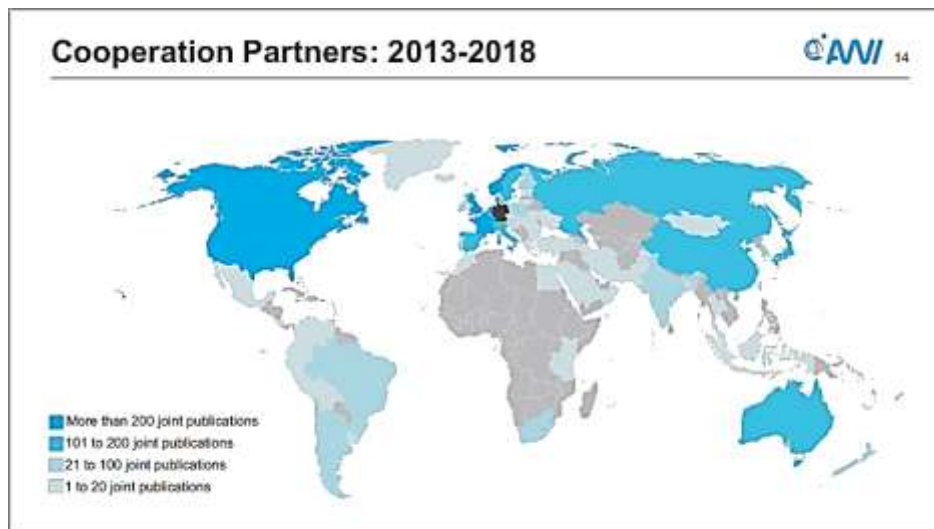 Cooperation Partners: 2013-2018
AWI 14
More than 200 joint publications
101 to 200 joint publications
21 to 100 joint publications
1 to 20 joint publications